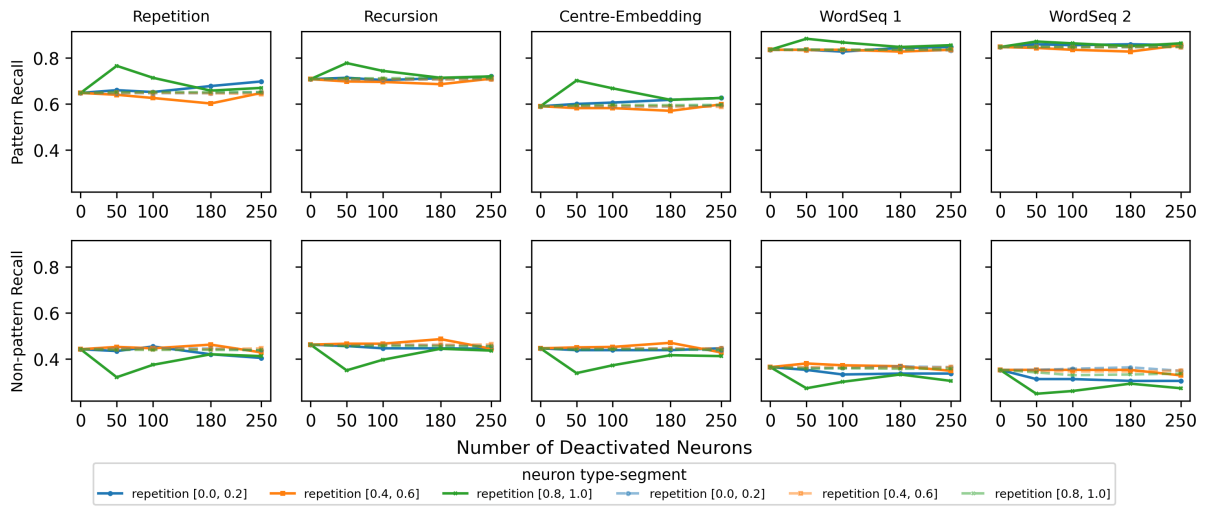 Repetition Recursion Centre-Embedding WordSeq 1 WordSeq 2
Pattern Recall
0.8
0.6
0.4
0 50 100 180 250 0 50 100 180 250 0 50 100 180 250 0 50 100 180 250 0 50 100 180 250
Non-pattern Recall
0.8
0.6
0.4
0 50 100 180 250 0 50 100 180 250 0 50 100 180 250 0 50 100 180 250 0 50 100 180 250
Number of Deactivated Neurons
neuron type-segment
repetition [0.0, 0.2] repetition [0.4, 0.6] repetition [0.8, 1.0] repetition [0.0, 0.2] repetition [0.4, 0.6] repetition [0.8, 1.0]